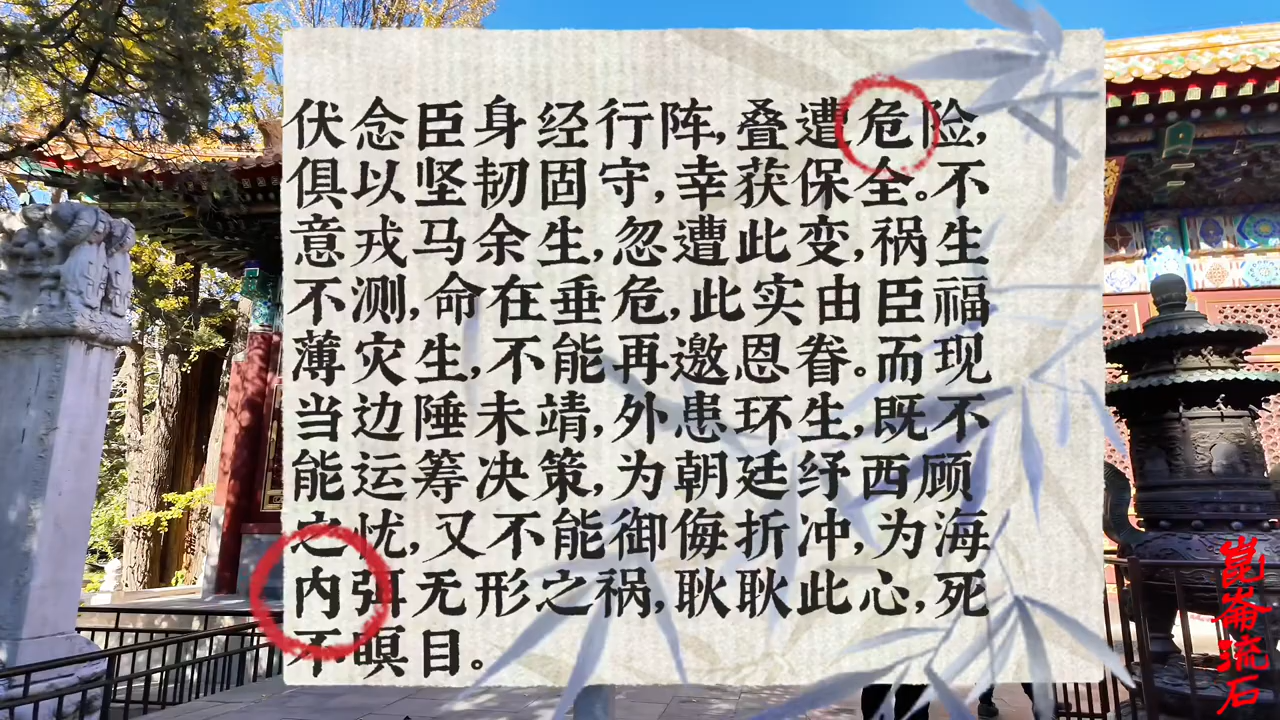 伏念臣身经行阵,叠遭危险,
俱以坚韧固守,幸获保全。不
意戎马余生,忽遭此变,祸生
不测,命在垂危,此实由臣福
薄灾生,不能再邀恩眷。而现
当边陲未靖,外患环生,既不
能运筹决策,为朝廷纾西顾
之忧,又不能御侮折冲,为海
内弭无形之祸,耿耿此心,死
不瞑目。
崑崙流石